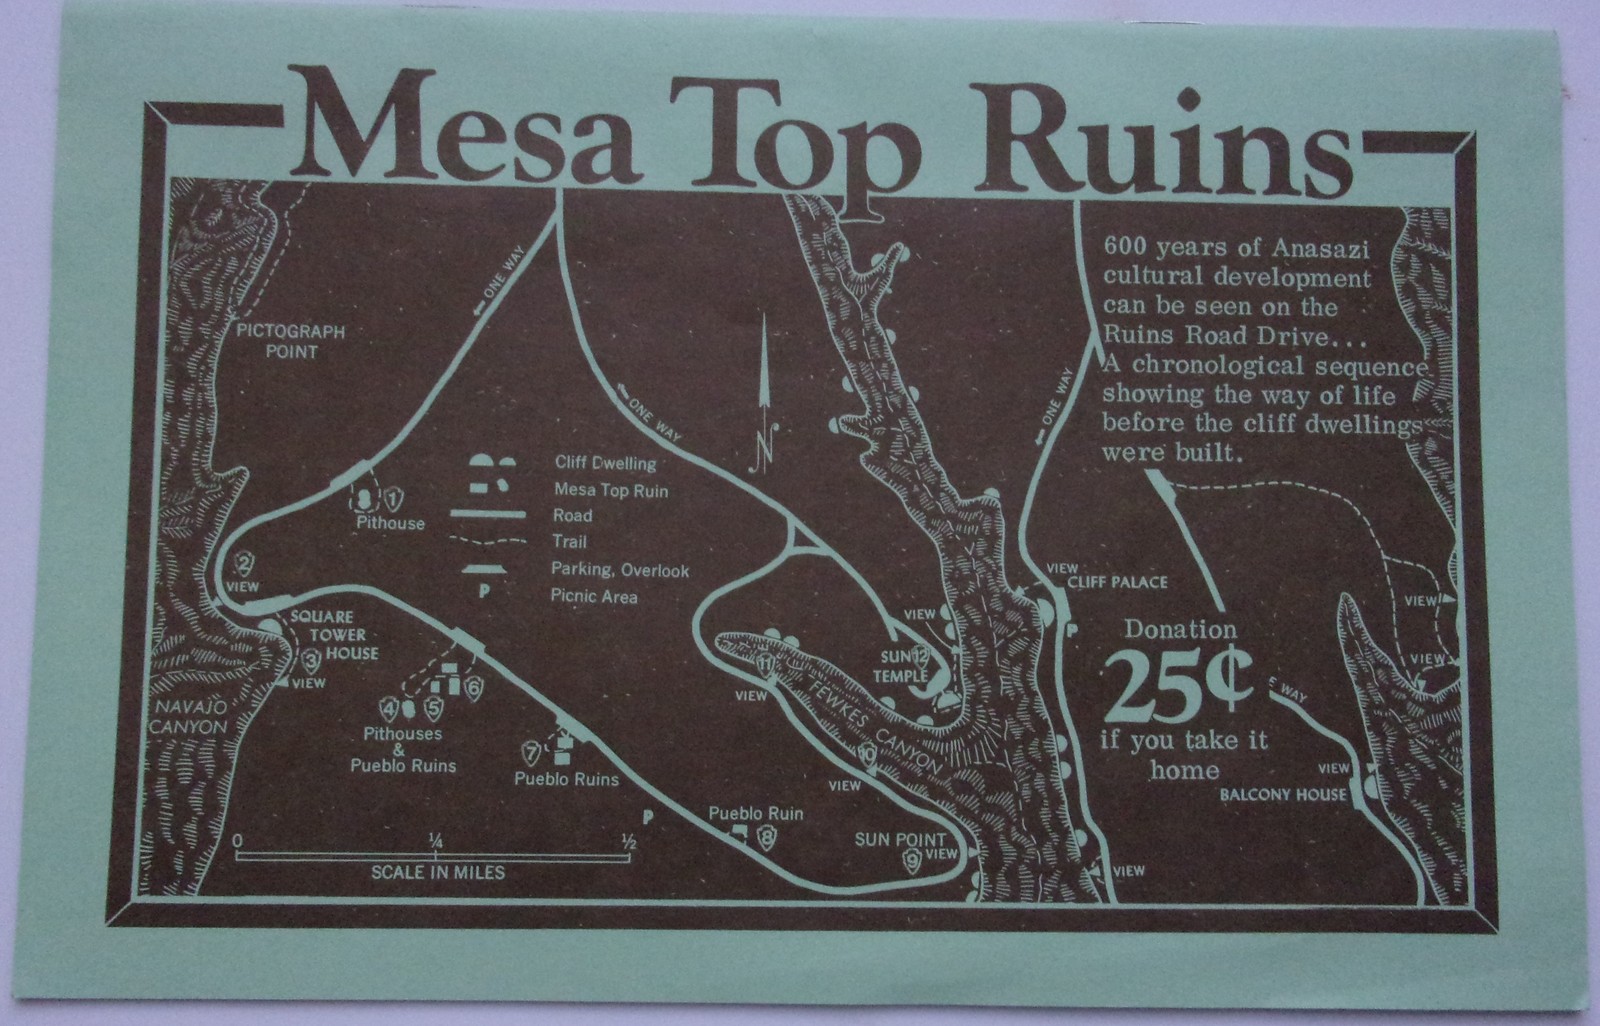 Mesa Top Ruins
600 years of Anasazi
cultural development
can be seen on the
Ruins Road Drive...
A chronological sequence
showing the way of life
before the cliff dwellings
were built.
ONE WAY
PICTOGRAPH
POINT
ONE WAY
ONE WAY
N
Cliff Dwelling
Mesa Top Ruin
Road
Trail
Parking, Overlook
P Picnic Area
1
Pithouse
2
VIEW
SQUARE
TOWER
HOUSE
3
VIEW
NAVAJO
CANYON
4 5 6
Pithouses
&
Pueblo Ruins
7
Pueblo Ruins
P
Pueblo Ruin
8
SUN POINT
9 VIEW
10
VIEW
11
VIEW
FEWKES
CANYON
VIEW
SUN 12
TEMPLE
VIEW
CLIFF PALACE
P
VIEW
Donation
25¢
if you take it
home
E WAY
VIEW
BALCONY HOUSE
VIEW
VIEW
0 ¼ ½
SCALE IN MILES